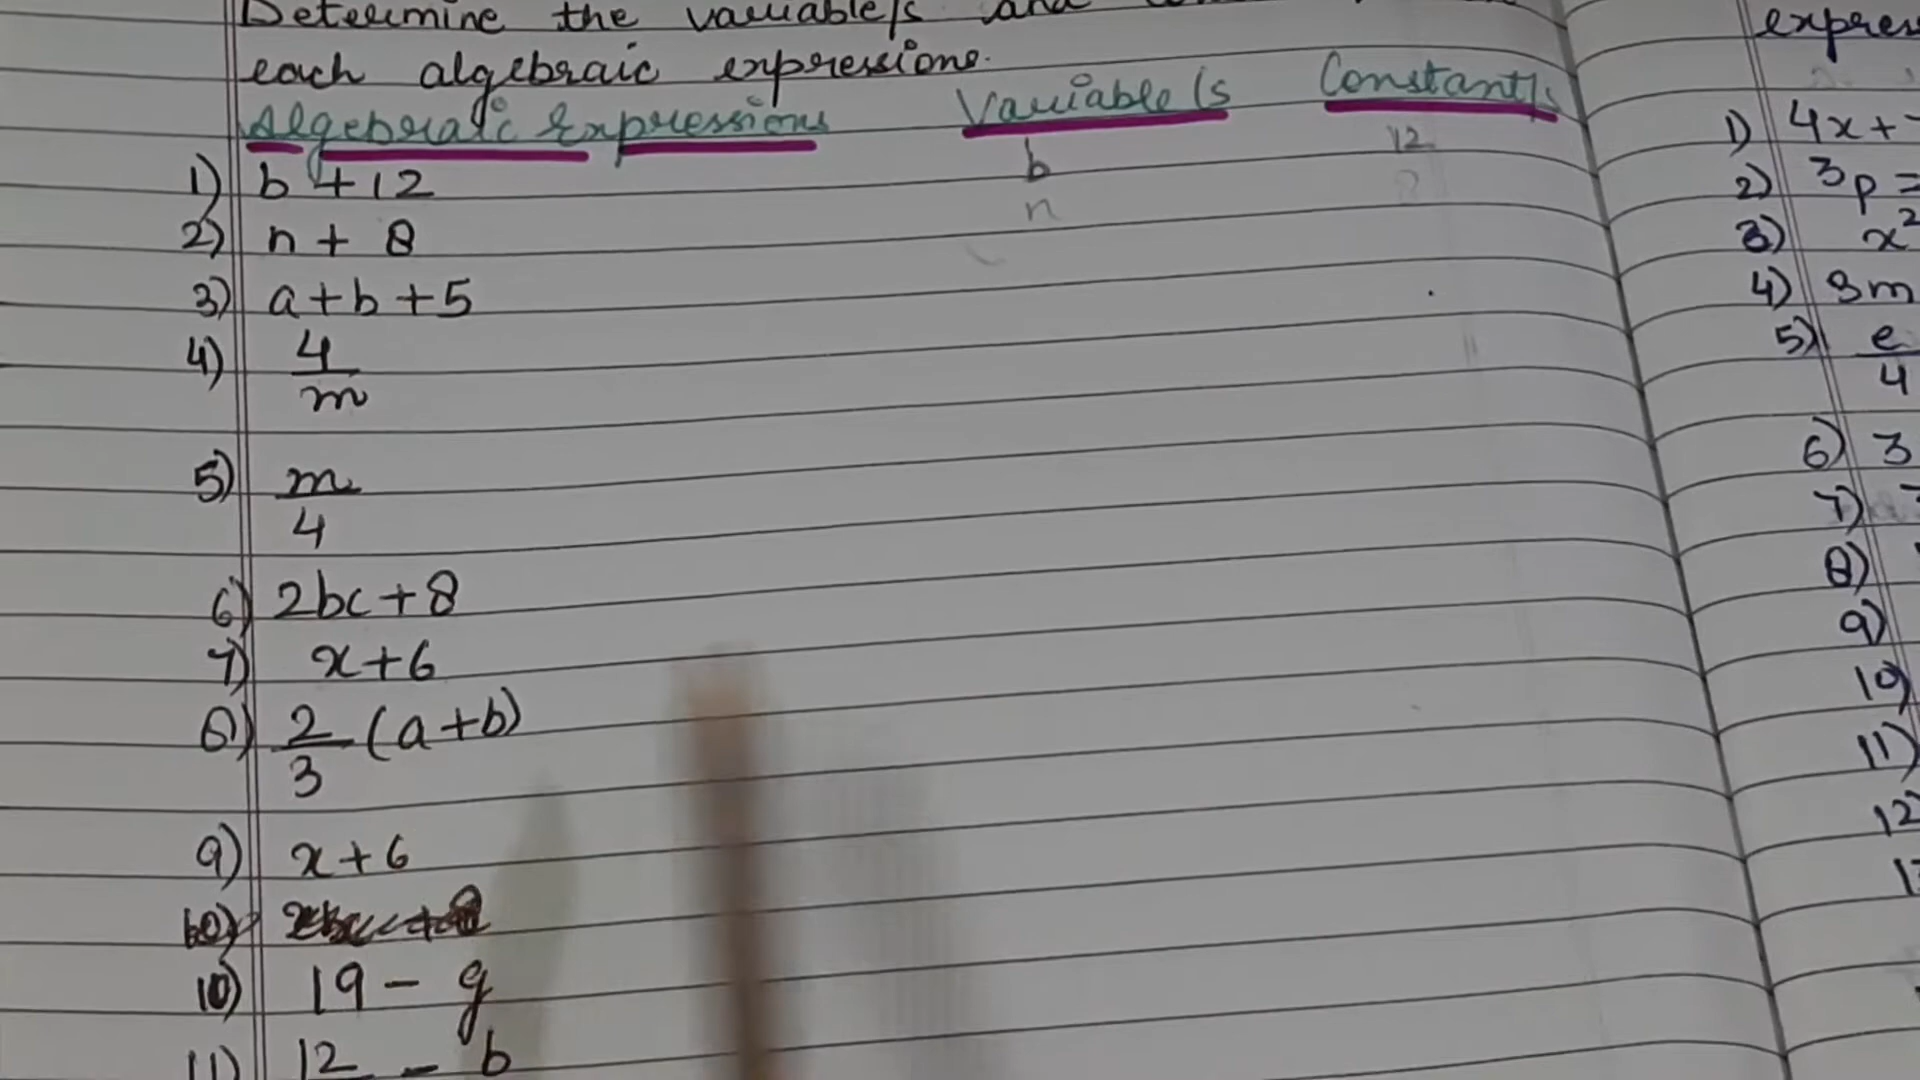 Determine the variable/s and
each algebraic expressions.
Algebraic Expressions Variable(s Constant/s
1) b + 12 b 12
2) n + 8 n
3) a + b + 5
4) 4/m
5) m/4
6) 2bc + 8
7) x + 6
8) 2/3 (a + b)
9) x + 6
10) 19 - g
11) 12 - b
expres
1) 4x +
2) 3p =
3) x²
4) 3m
5) e/4
6) 3
7)
8)
9)
10)
11)
12)